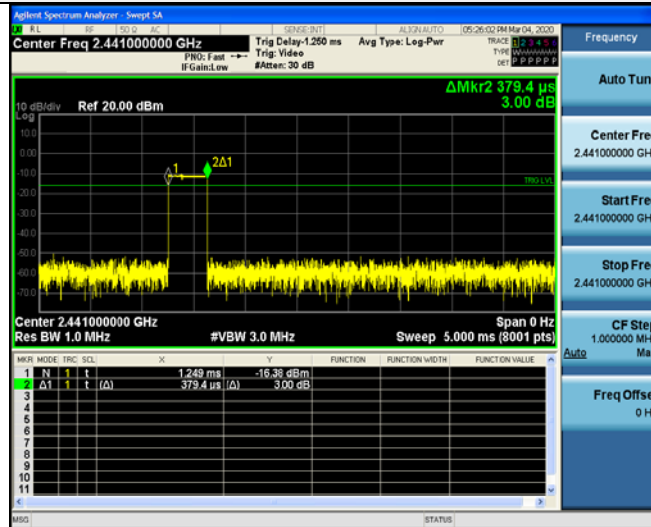 Agilent Spectrum Analyzer - Swept SA
RL RF 50 Ω AC SENSE:INT ALIGN AUTO 05:26:02 PM Mar 04, 2020
Center Freq 2.441000000 GHz
PNO: Fast
IFGain:Low
Trig Delay-1.250 ms
Trig: Video
#Atten: 30 dB
Avg Type: Log-Pwr
TRACE 1 2 3 4 5 6
TYPE
DET P P P P P P
ΔMkr2 379.4 µs
3.00 dB
10 dB/div Ref 20.00 dBm
Log
10.0
0.00
-10.0
-20.0
-30.0
-40.0
-50.0
-60.0
-70.0
1
2Δ1
TRIG LVL
Center 2.441000000 GHz Span 0 Hz
Res BW 1.0 MHz #VBW 3.0 MHz Sweep 5.000 ms (8001 pts)
MKR MODE TRC SCL X Y FUNCTION FUNCTION WIDTH FUNCTION VALUE
1 N 1 t 1.249 ms -16.38 dBm
2 Δ1 1 t (Δ) 379.4 µs (Δ) 3.00 dB
3
4
5
6
7
8
9
10
11
MSG STATUS
Frequency
Auto Tun
Center Fre
2.441000000 GH
Start Fre
2.441000000 GH
Stop Fre
2.441000000 GH
CF Ste
1.000000 MH
Auto Ma
Freq Offse
0 H